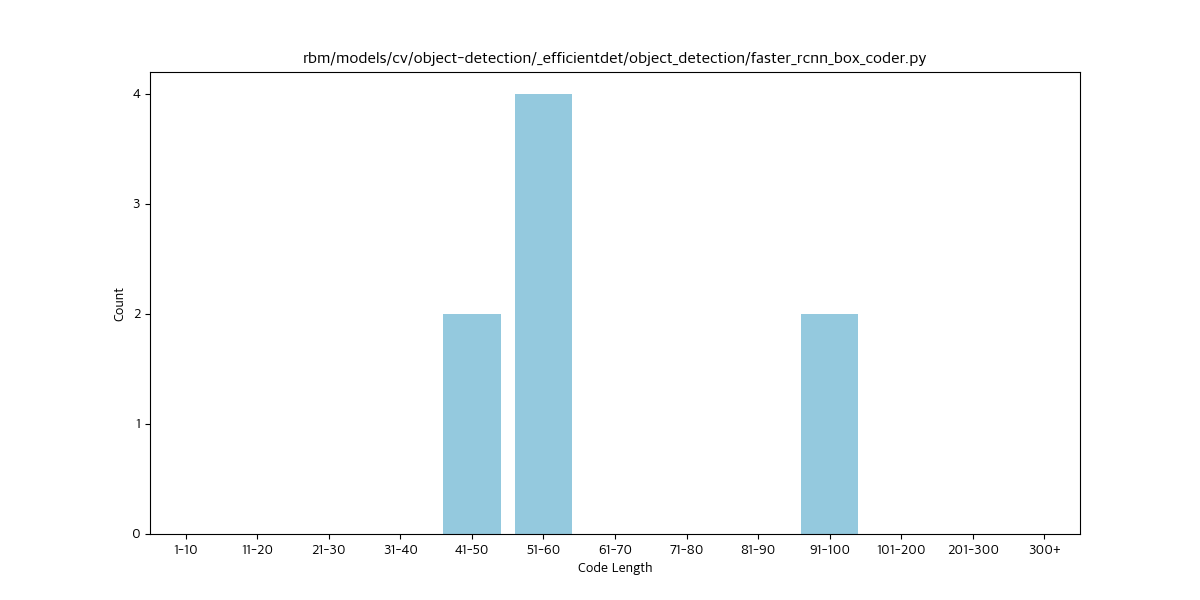 rbm/models/cv/object-detection/_efficientdet/object_detection/faster_rcnn_box_coder.py
4
3
2
1
0
Count
1-10 11-20 21-30 31-40 41-50 51-60 61-70 71-80 81-90 91-100 101-200 201-300 300+
Code Length